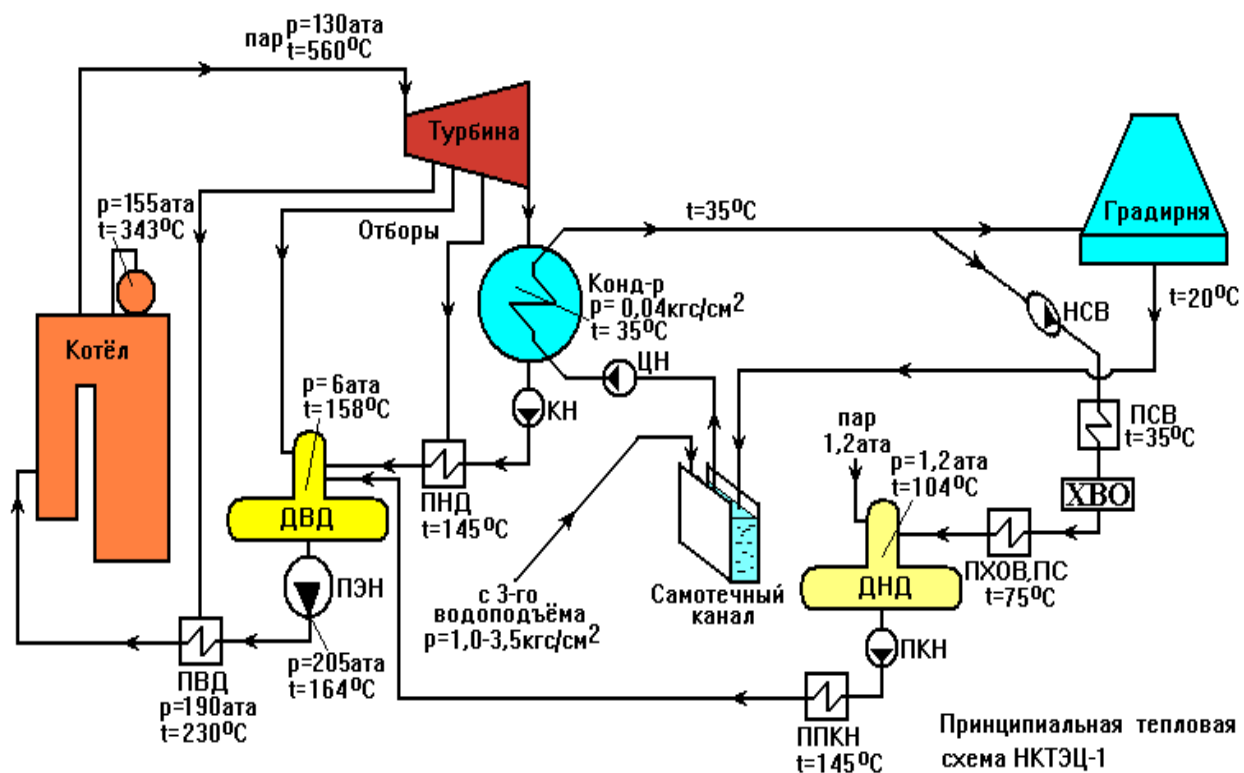 пар p=130ата
t=560⁰С
Турбина
p=155ата
t=343⁰С
Отборы
t=35⁰С
Градирня
Конд-р
p= 0,04кгс/см²
t= 35⁰С
НСВ
t=20⁰С
Котёл
ЦН
p=6ата
t=158⁰С
КН
ПСВ
t=35⁰С
пар
1,2ата
p=1,2ата
t=104⁰С
ХВО
ПНД
t=145⁰С
ДВД
ПХОВ,ПС
t=75⁰С
ПЭН
с 3-го
водоподъёма
p=1,0-3,5кгс/см²
Самотечный
канал
ДНД
ПКН
p=205ата
t=164⁰С
ПВД
p=190ата
t=230⁰С
ППКН
t=145⁰С
Принципиальная тепловая
схема НКТЭЦ-1